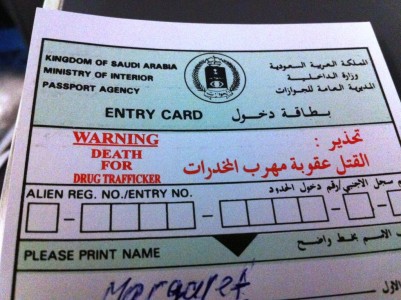 KINGDOM OF SAUDI ARABIA
المملكة العربية السعودية
MINISTRY OF INTERIOR
وزارة الداخلية
PASSPORT AGENCY
المديرية العامة للجوازات
ENTRY CARD بطاقة دخول
WARNING
تحذير :
DEATH
FOR
القتل عقوبة مهرب المخدرات
DRUG TRAFFICKER
ALIEN REG. NO./ENTRY NO.
سجل الأجنبي/رقم دخول الحدود
PLEASE PRINT NAME
الاسم بخط واضح
Margaret
الأول